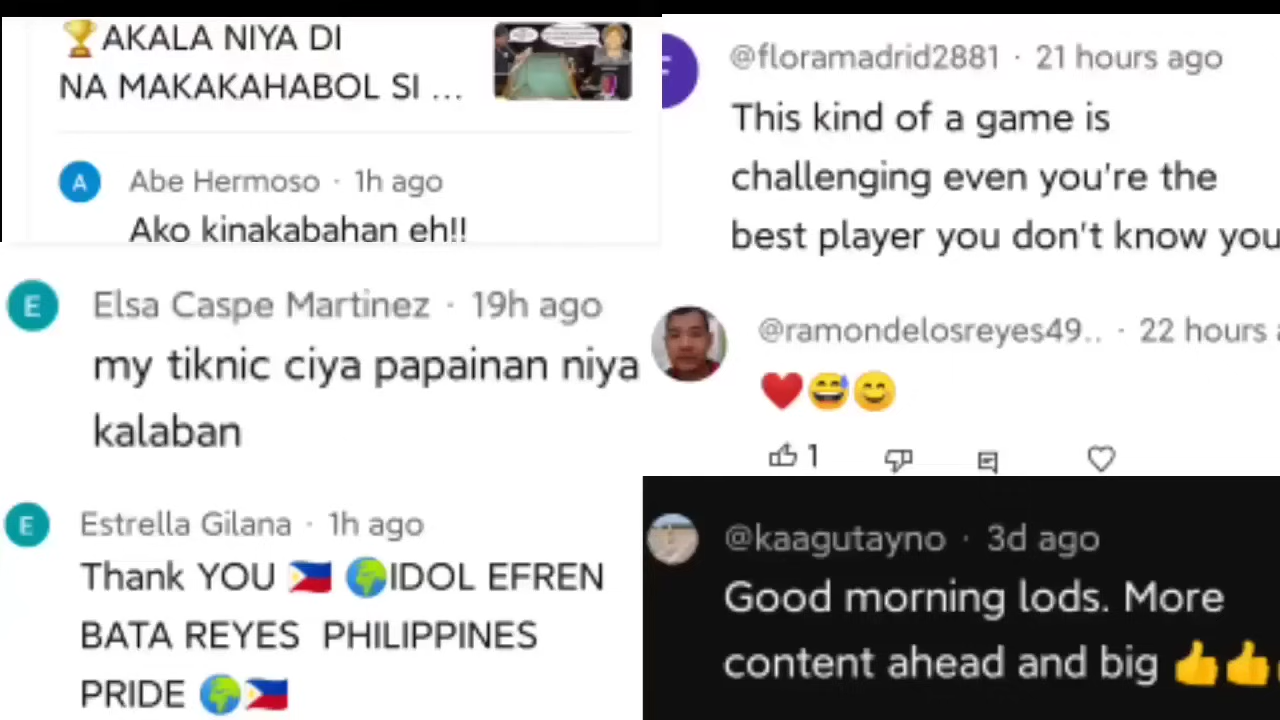 🏆AKALA NIYA DI
NA MAKAKAHABOL SI ...
A
Abe Hermoso · 1h ago
Ako kinakabahan eh!!
E
Elsa Caspe Martinez · 19h ago
my tiknic ciya papainan niya
kalaban
E
Estrella Gilana · 1h ago
Thank YOU 🇵🇭 🌍IDOL EFREN
BATA REYES PHILIPPINES
PRIDE 🌍🇵🇭
@floramadrid2881 · 21 hours ago
This kind of a game is
challenging even you're the
best player you don't know you
@ramondelosreyes49.. · 22 hours
❤️😅😊
1
@kaagutayno · 3d ago
Good morning lods. More
content ahead and big 👍👍